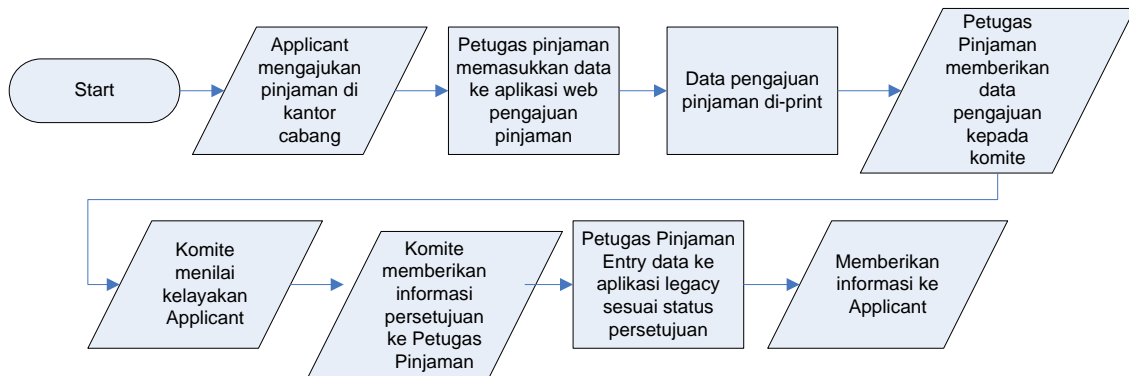 Start
Applicant
mengajukan
pinjaman di
kantor
cabang
Petugas pinjaman
memasukkan data
ke aplikasi web
pengajuan
pinjaman
Data pengajuan
pinjaman di-print
Petugas
Pinjaman
memberikan
data
pengajuan
kepada
komite
Komite
menilai
kelayakan
Applicant
Komite
memberikan
informasi
persetujuan
ke Petugas
Pinjaman
Petugas Pinjaman
Entry data ke
aplikasi legacy
sesuai status
persetujuan
Memberikan
informasi ke
Applicant